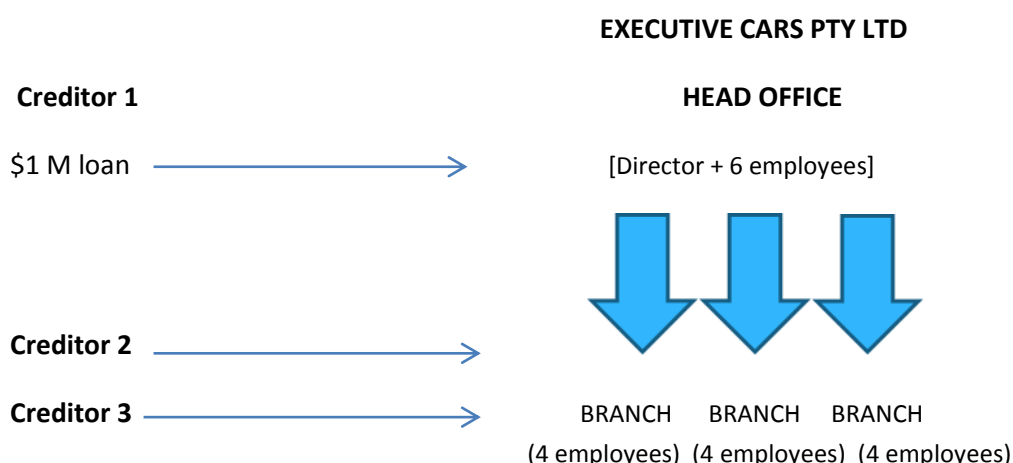 EXECUTIVE CARS PTY LTD
Creditor 1 HEAD OFFICE
$1 M loan [Director + 6 employees]
Creditor 2
Creditor 3 BRANCH BRANCH BRANCH
(4 employees) (4 employees) (4 employees)